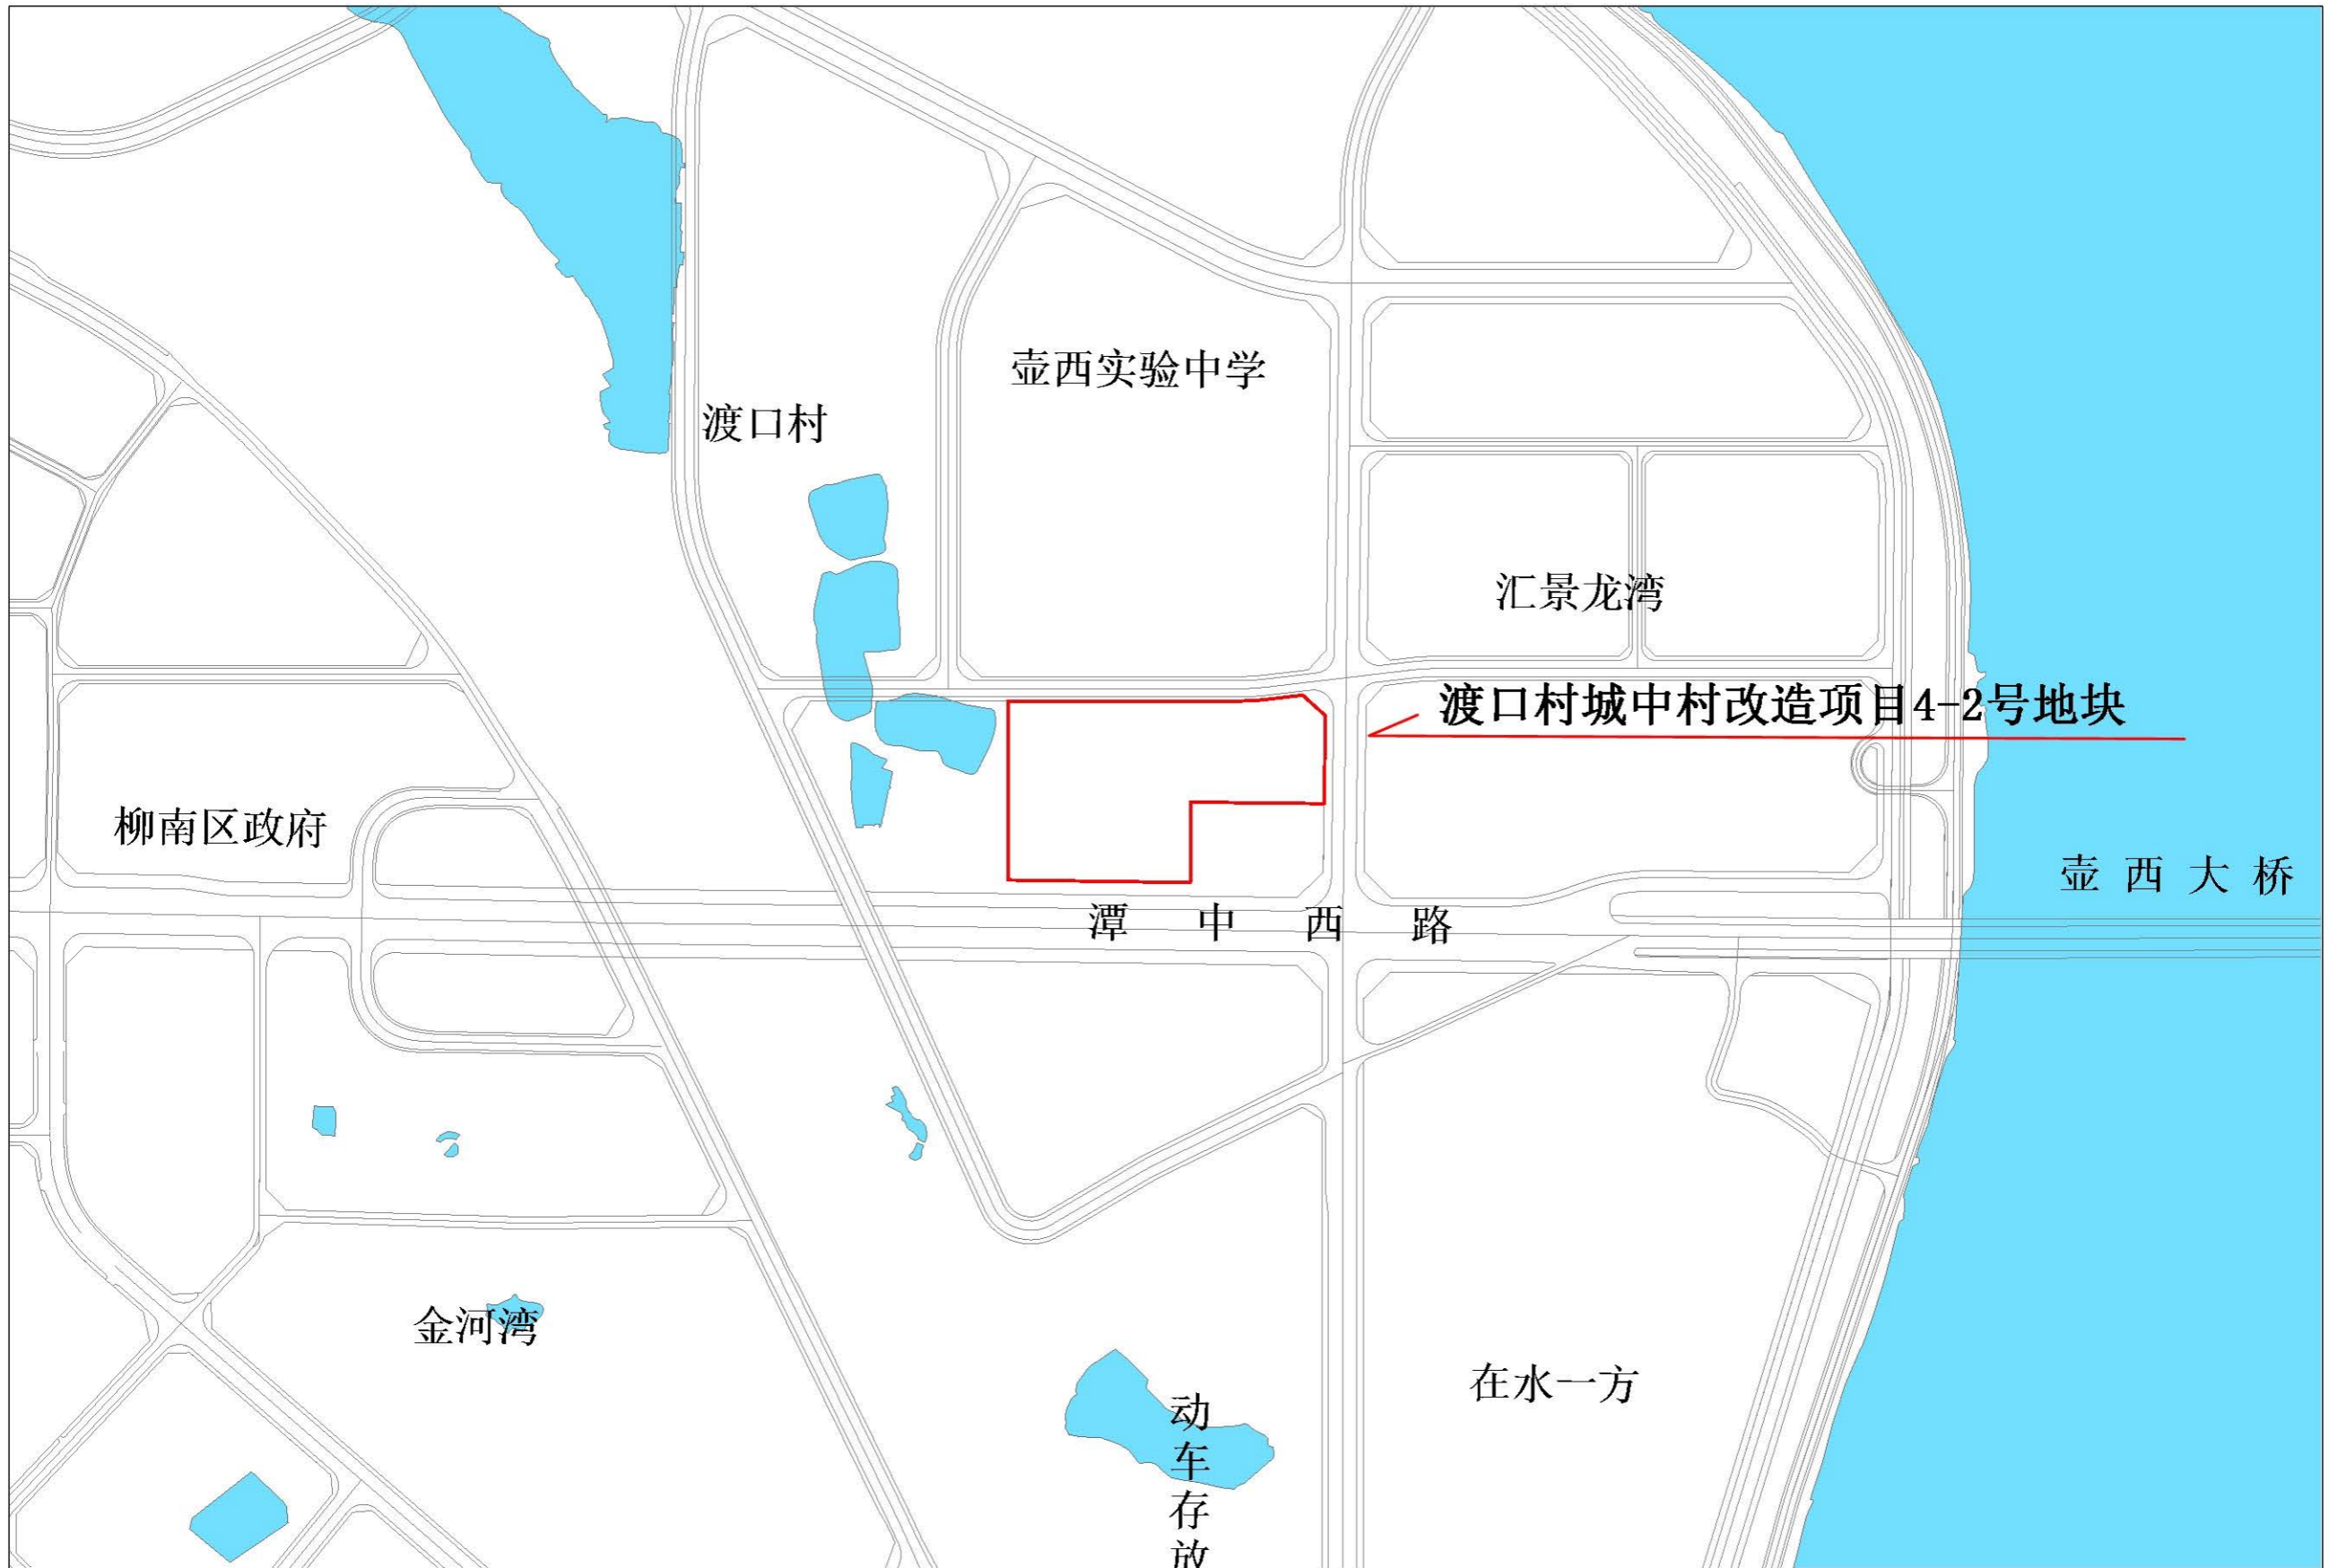 壶西实验中学
渡口村
汇景龙湾
渡口村城中村改造项目4-2号地块
柳南区政府
壶西大桥
潭中西路
金河湾
在水一方
动车存放